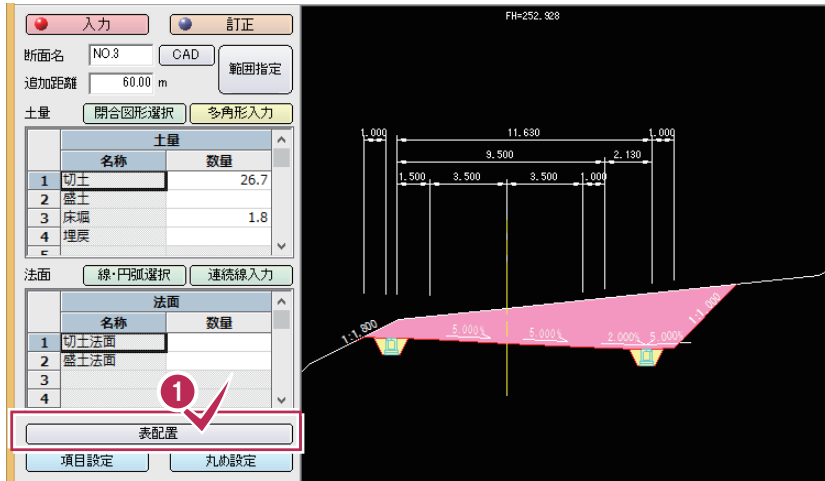 入力 訂正
断面名 NO.3 CAD 範囲指定
追加距離 60.00 m
土量 閉合図形選択 多角形入力
土量
名称 数量
1 切土 26.7
2 盛土
3 床堀 1.8
4 埋戻
法面 線・円弧選択 連続線入力
法面
名称 数量
1 切土法面
2 盛土法面
3
4
1
表配置
項目設定 丸め設定
FH=252.928
1.000 11.630 1.000
9.500 2.130
1.500 3.500 3.500 1.000
1:1.800 5.000% 5.000% 2.000% 5.000% 1:1.000